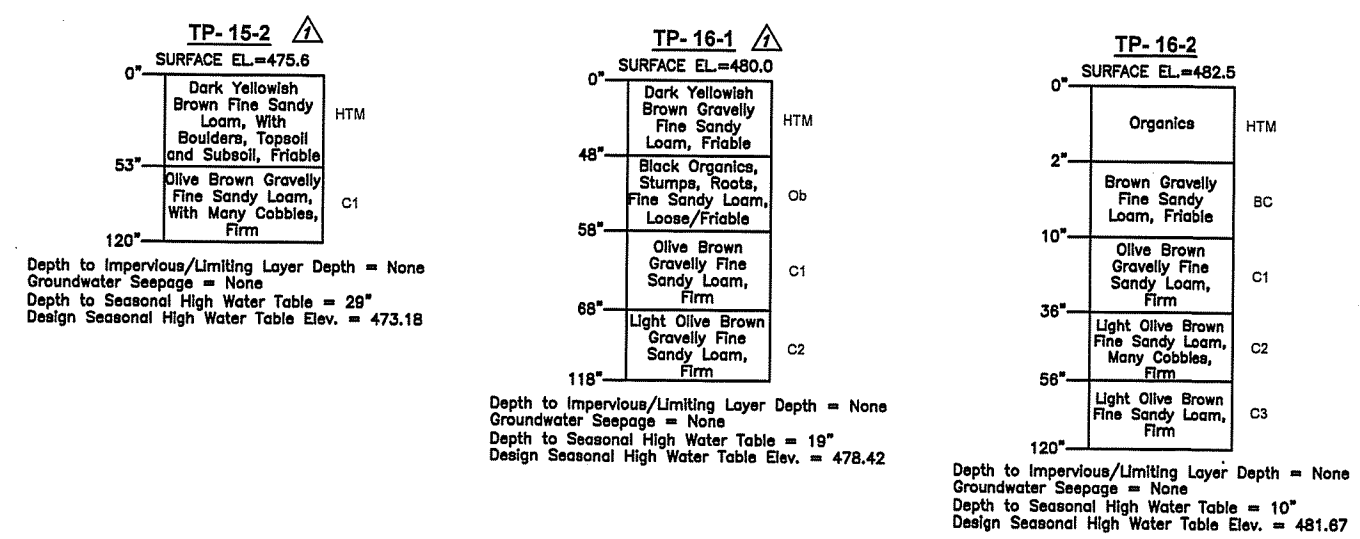 TP- 15-2
1
SURFACE EL.=475.6
0"
Dark Yellowish
Brown Fine Sandy
Loam, With
Boulders, Topsoil
and Subsoil, Friable
HTM
53"
Olive Brown Gravelly
Fine Sandy Loam,
With Many Cobbles,
Firm
C1
120"
Depth to Impervious/Limiting Layer Depth = None
Groundwater Seepage = None
Depth to Seasonal High Water Table = 29"
Design Seasonal High Water Table Elev. = 473.18
TP- 16-1
1
SURFACE EL.=480.0
0"
Dark Yellowish
Brown Gravelly
Fine Sandy
Loam, Friable
HTM
48"
Black Organics,
Stumps, Roots,
Fine Sandy Loam,
Loose/Friable
Ob
58"
Olive Brown
Gravelly Fine
Sandy Loam,
Firm
C1
68"
Light Olive Brown
Gravelly Fine
Sandy Loam,
Firm
C2
118"
Depth to Impervious/Limiting Layer Depth = None
Groundwater Seepage = None
Depth to Seasonal High Water Table = 19"
Design Seasonal High Water Table Elev. = 478.42
TP- 16-2
SURFACE EL.=482.5
0"
Organics
HTM
2"
Brown Gravelly
Fine Sandy
Loam, Friable
BC
10"
Olive Brown
Gravelly Fine
Sandy Loam,
Firm
C1
36"
Light Olive Brown
Fine Sandy Loam,
Many Cobbles,
Firm
C2
56"
Light Olive Brown
Fine Sandy Loam,
Firm
C3
120"
Depth to Impervious/Limiting Layer Depth = None
Groundwater Seepage = None
Depth to Seasonal High Water Table = 10"
Design Seasonal High Water Table Elev. = 481.67